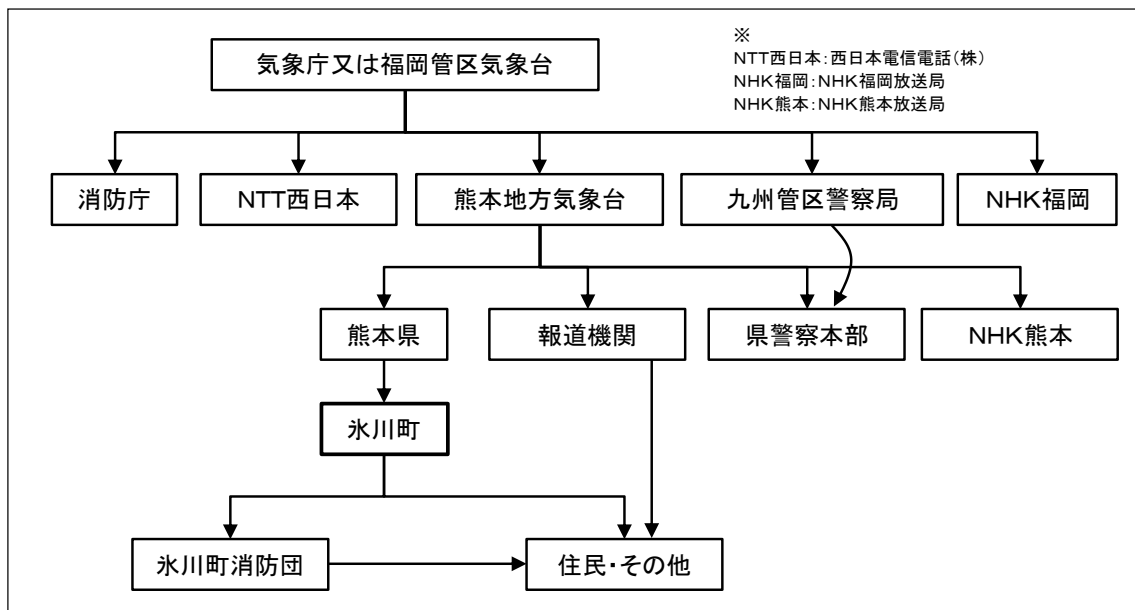 気象庁又は福岡管区気象台
※
NTT西日本:西日本電信電話(株)
NHK福岡:NHK福岡放送局
NHK熊本:NHK熊本放送局
消防庁
NTT西日本
熊本地方気象台
九州管区警察局
NHK福岡
熊本県
報道機関
県警察本部
NHK熊本
氷川町
氷川町消防団
住民・その他